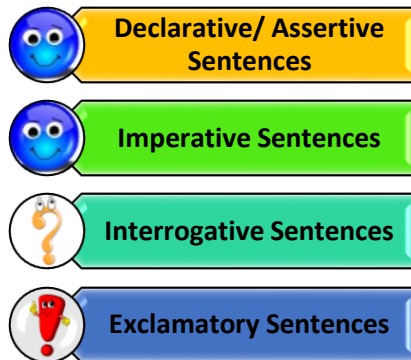 Declarative/ Assertive
Sentences
Imperative Sentences
Interrogative Sentences
Exclamatory Sentences